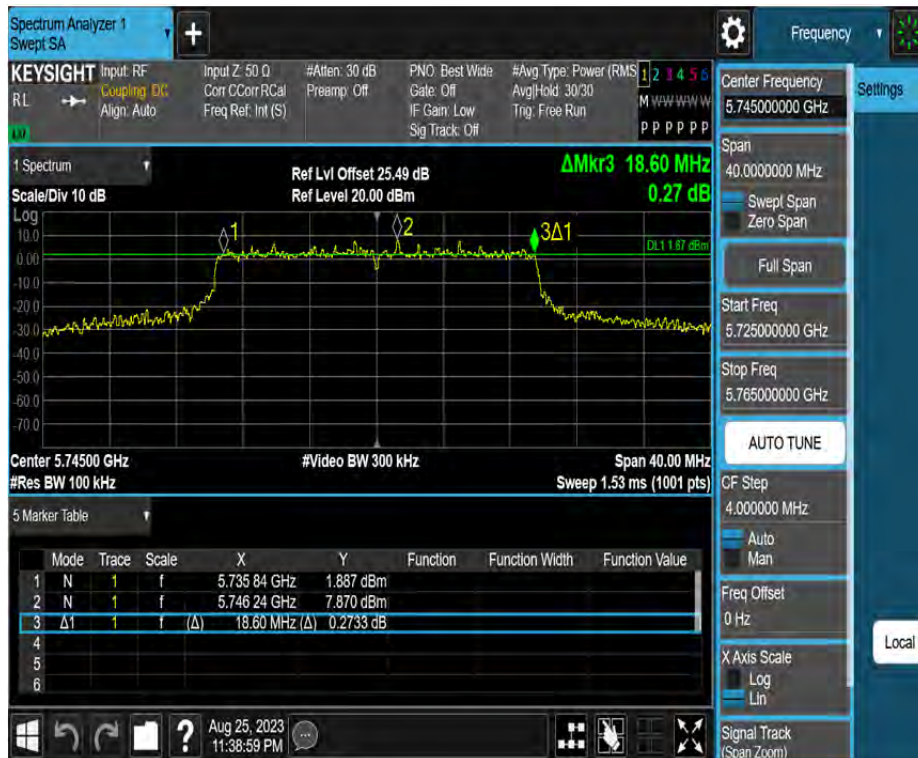 Spectrum Analyzer 1
Swept SA
Frequency
KEYSIGHT
RL
Input: RF
Coupling: DC
Align: Auto
Input Z: 50 Ω
Corr CCorr RCal
Freq Ref: Int (S)
#Atten: 30 dB
Preamp: Off
PNO: Best Wide
Gate: Off
IF Gain: Low
Sig Track: Off
#Avg Type: Power (RMS
Avg|Hold: 30/30
Trig: Free Run
1 2 3 4 5 6
M W W W W W
P P P P P P
LXI
1 Spectrum
Scale/Div 10 dB
Ref Lvl Offset 25.49 dB
Ref Level 20.00 dBm
ΔMkr3 18.60 MHz
0.27 dB
Log
10.0
0.00
-10.0
-20.0
-30.0
-40.0
-50.0
-60.0
-70.0
1
2
3Δ1
DL1 1.87 dBm
Center 5.74500 GHz
#Res BW 100 kHz
#Video BW 300 kHz
Span 40.00 MHz
Sweep 1.53 ms (1001 pts)
5 Marker Table
Mode Trace Scale X Y Function Function Width Function Value
1 N 1 f 5.735 84 GHz 1.887 dBm
2 N 1 f 5.746 24 GHz 7.870 dBm
3 Δ1 1 f (Δ) 18.60 MHz (Δ) 0.2733 dB
4
5
6
Aug 25, 2023
11:38:59 PM
Center Frequency
5.745000000 GHz
Span
40.0000000 MHz
Swept Span
Zero Span
Full Span
Start Freq
5.725000000 GHz
Stop Freq
5.765000000 GHz
AUTO TUNE
CF Step
4.000000 MHz
Auto
Man
Freq Offset
0 Hz
X Axis Scale
Log
Lin
Signal Track
(Span Zoom)
Settings
Local